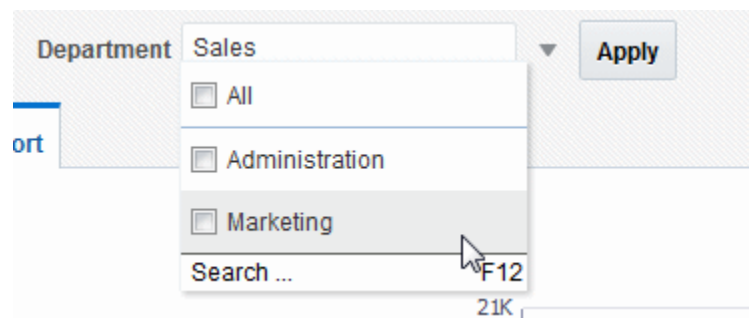 Department Sales Apply
All
ort
Administration
Marketing
Search ... F12
21K